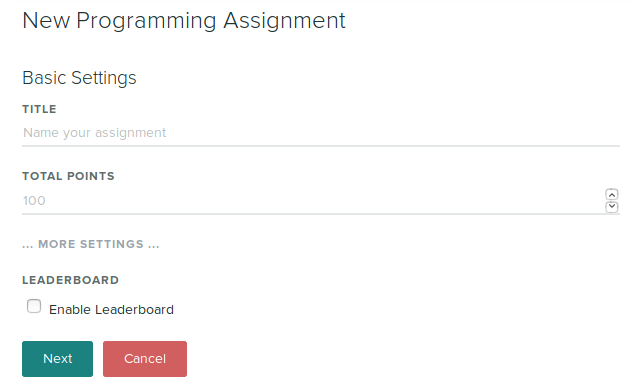 New Programming Assignment
Basic Settings
TITLE
Name your assignment
TOTAL POINTS
100
... MORE SETTINGS ...
LEADERBOARD
Enable Leaderboard
Next Cancel